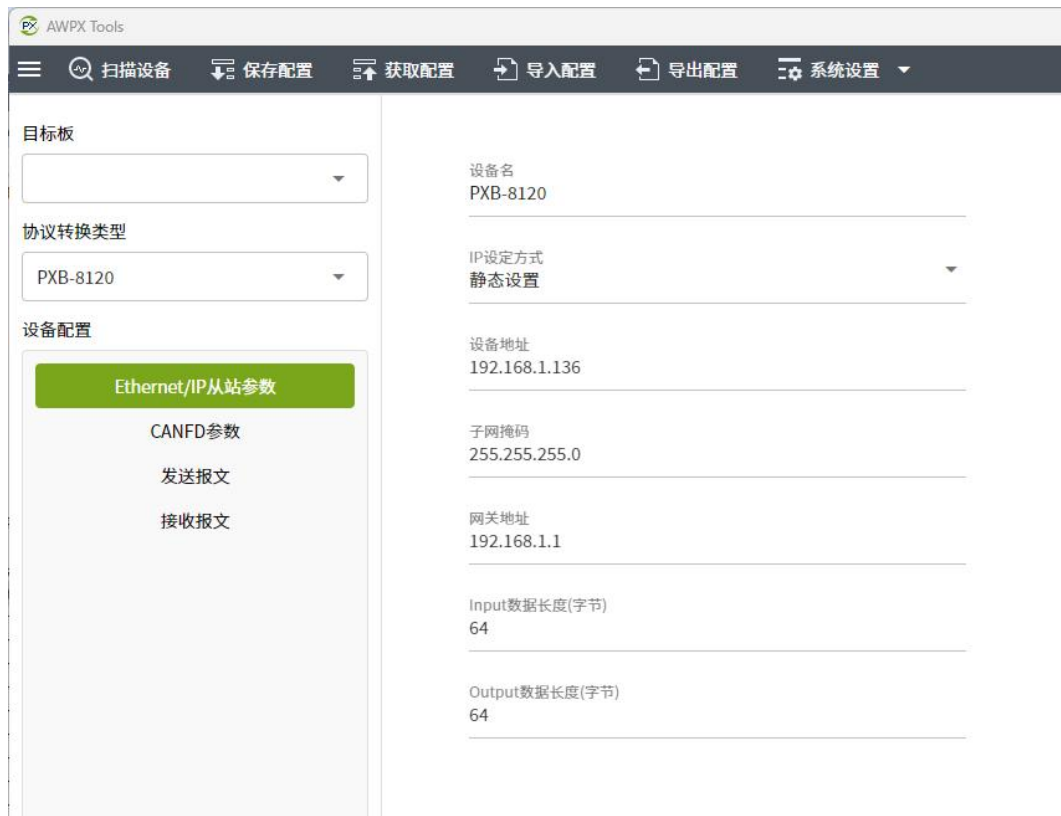 PX AWPX Tools
扫描设备 保存配置 获取配置 导入配置 导出配置 系统设置
目标板
协议转换类型
PXB-8120
设备配置
Ethernet/IP从站参数
CANFD参数
发送报文
接收报文
设备名
PXB-8120
IP设定方式
静态设置
设备地址
192.168.1.136
子网掩码
255.255.255.0
网关地址
192.168.1.1
Input数据长度(字节)
64
Output数据长度(字节)
64